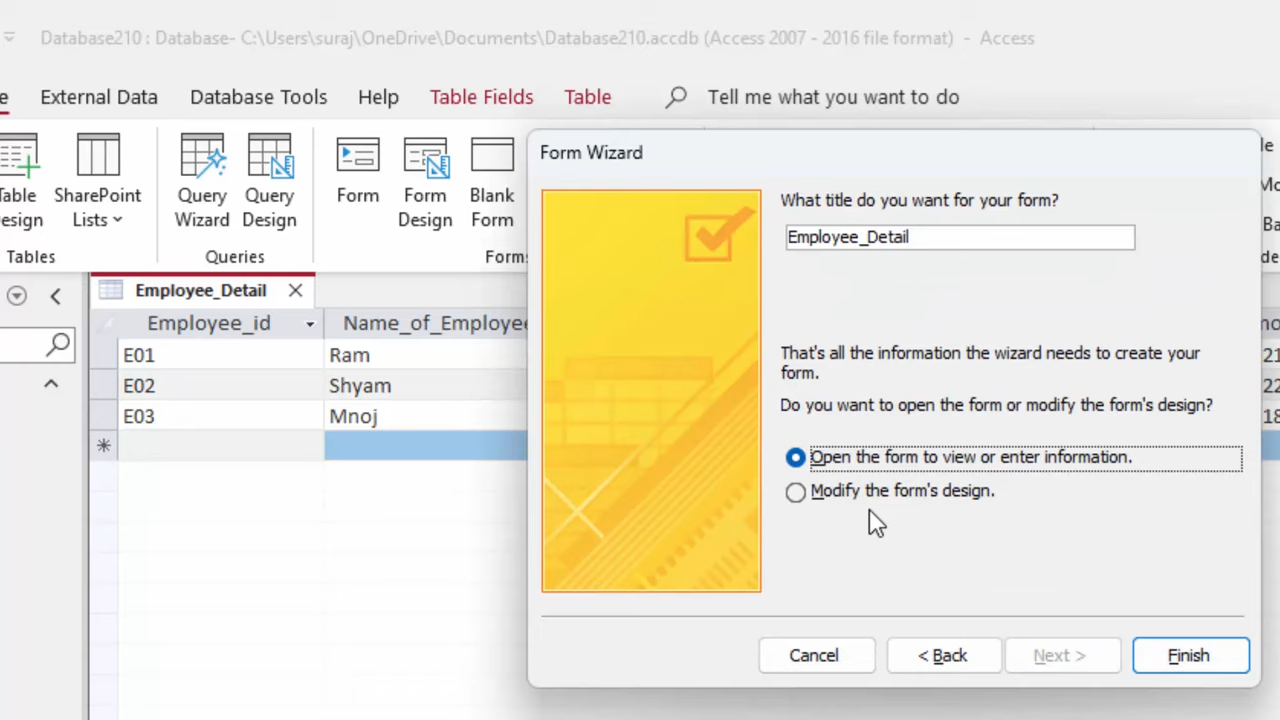 Database210 : Database- C:\Users\suraj\OneDrive\Documents\Database210.accdb (Access 2007 - 2016 file format) - Access
External Data Database Tools Help Table Fields Table Tell me what you want to do
Table Design
SharePoint Lists
Query Wizard
Query Design
Form
Form Design
Blank Form
Tables Queries Forms
Employee_Detail
Employee_id Name_of_Employee
E01 Ram
E02 Shyam
E03 Mnoj
Form Wizard
What title do you want for your form?
Employee_Detail
That's all the information the wizard needs to create your
form.
Do you want to open the form or modify the form's design?
Open the form to view or enter information.
Modify the form's design.
Cancel < Back Next > Finish
21
22
18